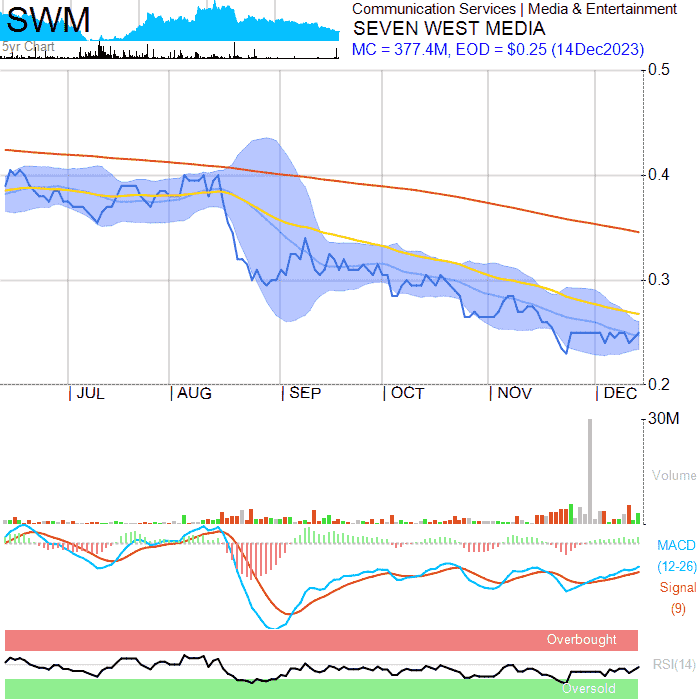 SWM
5yr Chart
Communication Services | Media & Entertainment
SEVEN WEST MEDIA
MC = 377.4M, EOD = $0.25 (14Dec2023)
0.5
0.4
0.3
0.2
JUL AUG SEP OCT NOV DEC
30M
Volume
MACD
(12-26)
Signal
(9)
Overbought
RSI(14)
Oversold